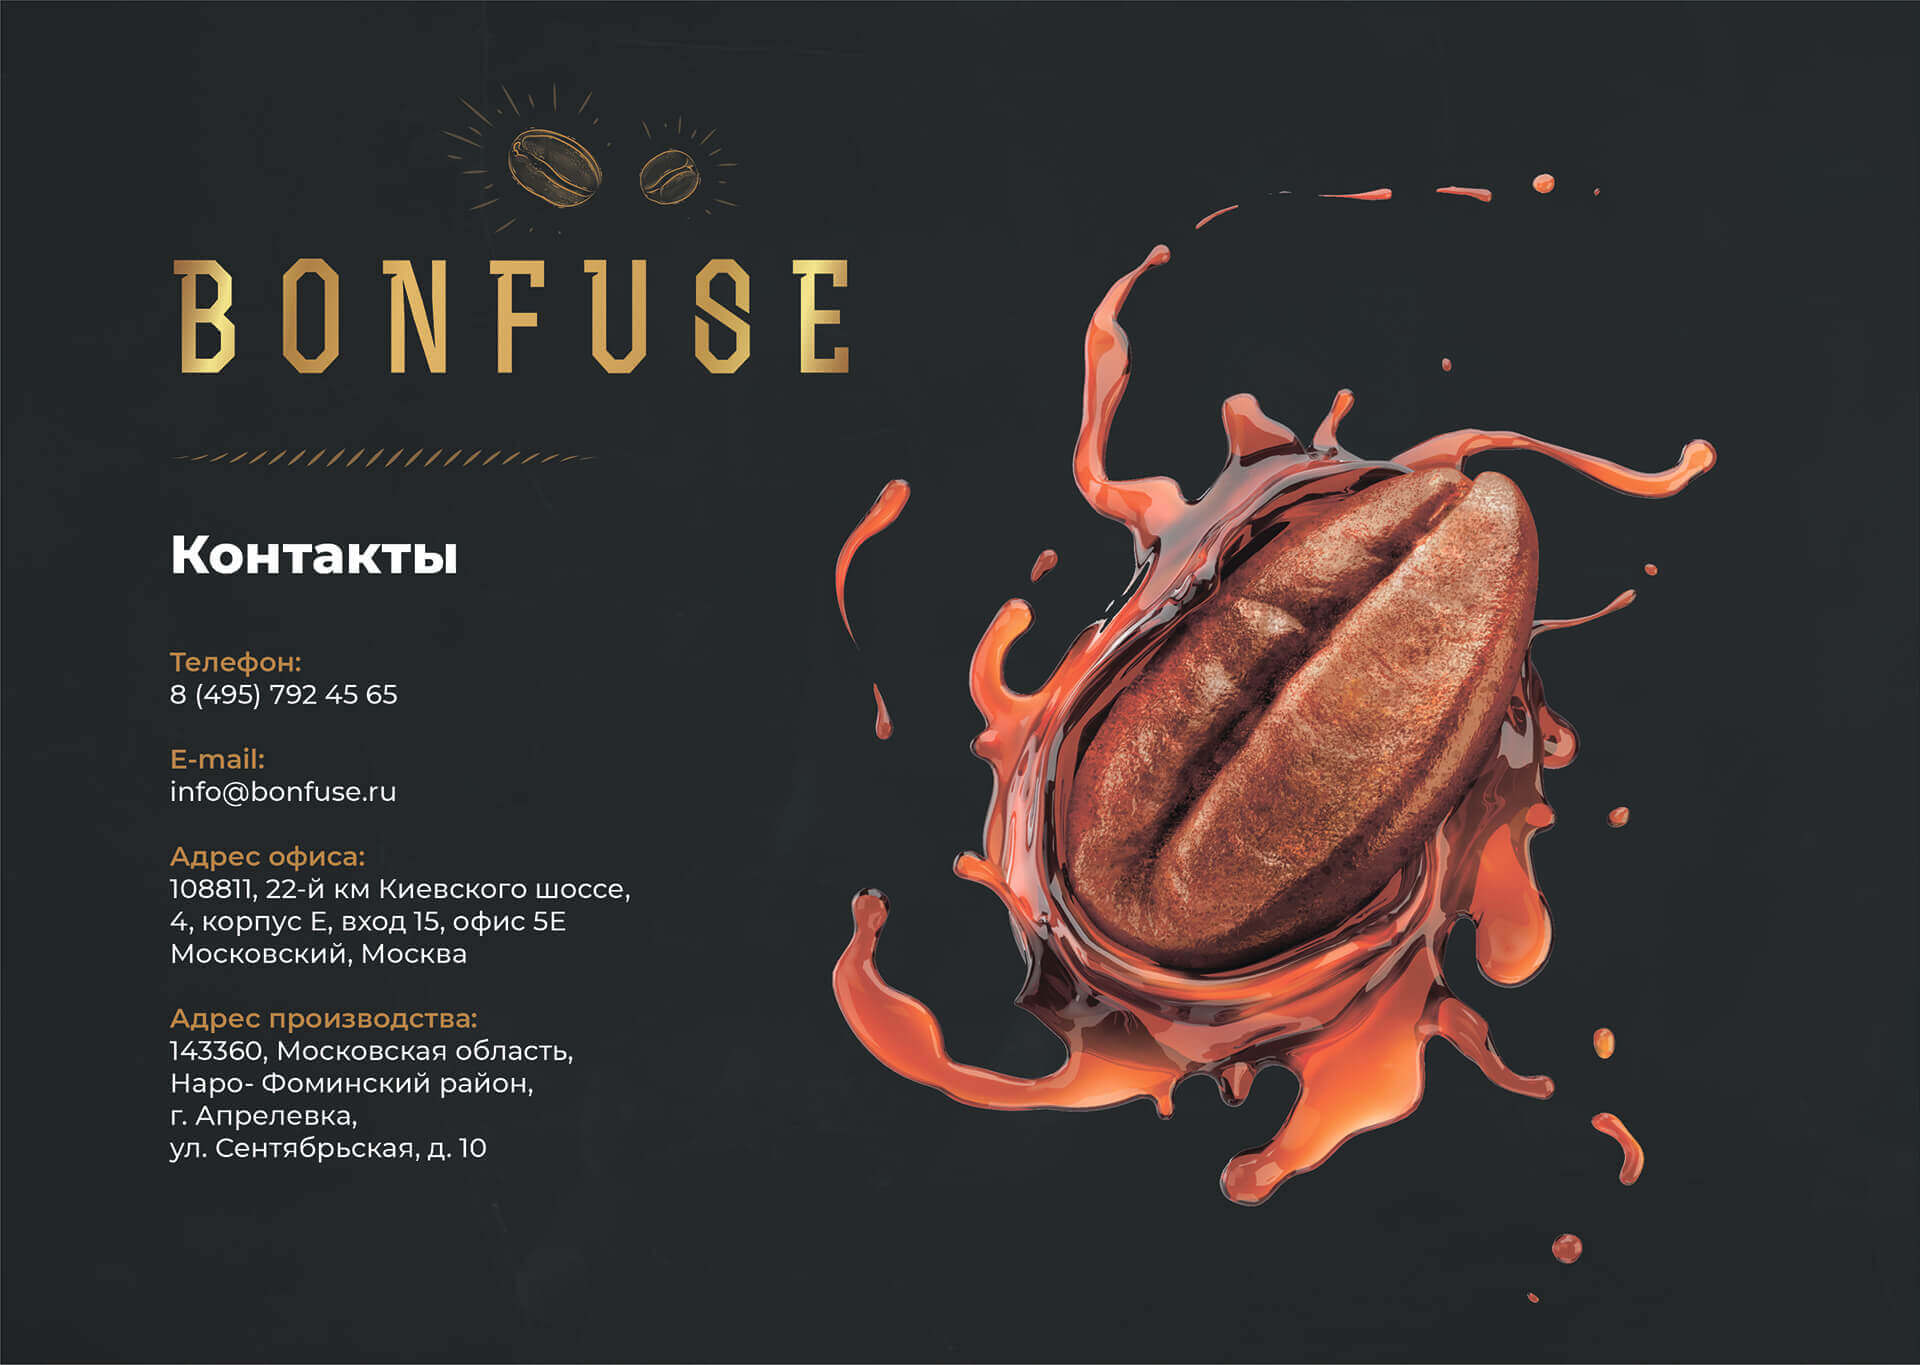 BONFUSE
Контакты
Телефон:
8 (495) 792 45 65
E-mail:
info@bonfuse.ru
Адрес офиса:
108811, 22-й км Киевского шоссе,
4, корпус Е, вход 15, офис 5Е
Московский, Москва
Адрес производства:
143360, Московская область,
Наро- Фоминский район,
г. Апрелевка,
ул. Сентябрьская, д. 10